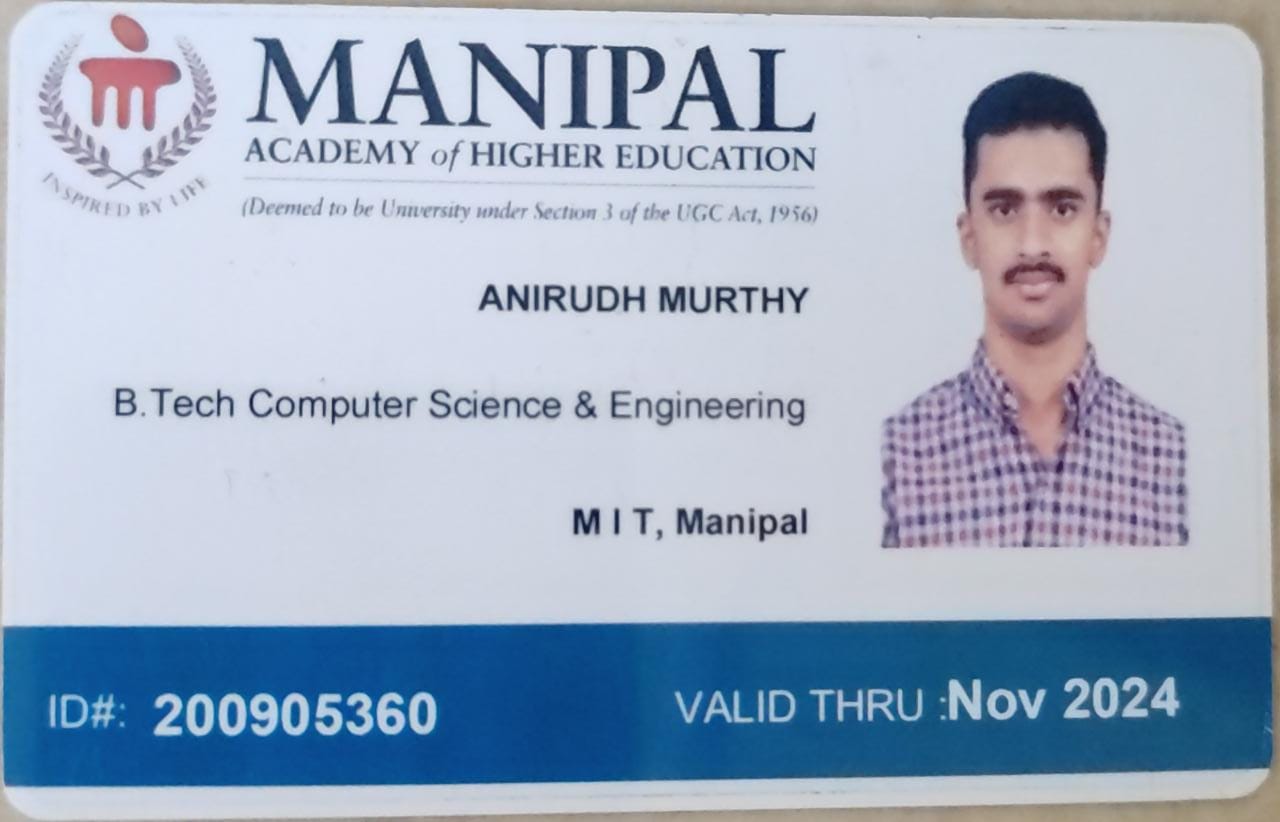 MANIPAL
ACADEMY of HIGHER EDUCATION
INSPIRED BY LIFE
(Deemed to be University under Section 3 of the UGC Act, 1956)
ANIRUDH MURTHY
B.Tech Computer Science & Engineering
M I T, Manipal
ID#: 200905360
VALID THRU :Nov 2024